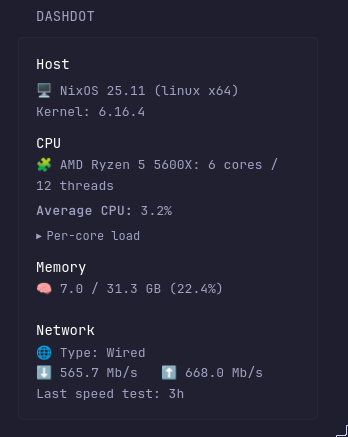 DASHDOT
Host
🖥️ NixOS 25.11 (linux x64)
Kernel: 6.16.4
CPU
🧩 AMD Ryzen 5 5600X: 6 cores /
12 threads
Average CPU: 3.2%
▸ Per-core load
Memory
🧠 7.0 / 31.3 GB (22.4%)
Network
🌐 Type: Wired
⬇️ 565.7 Mb/s ⬆️ 668.0 Mb/s
Last speed test: 3h